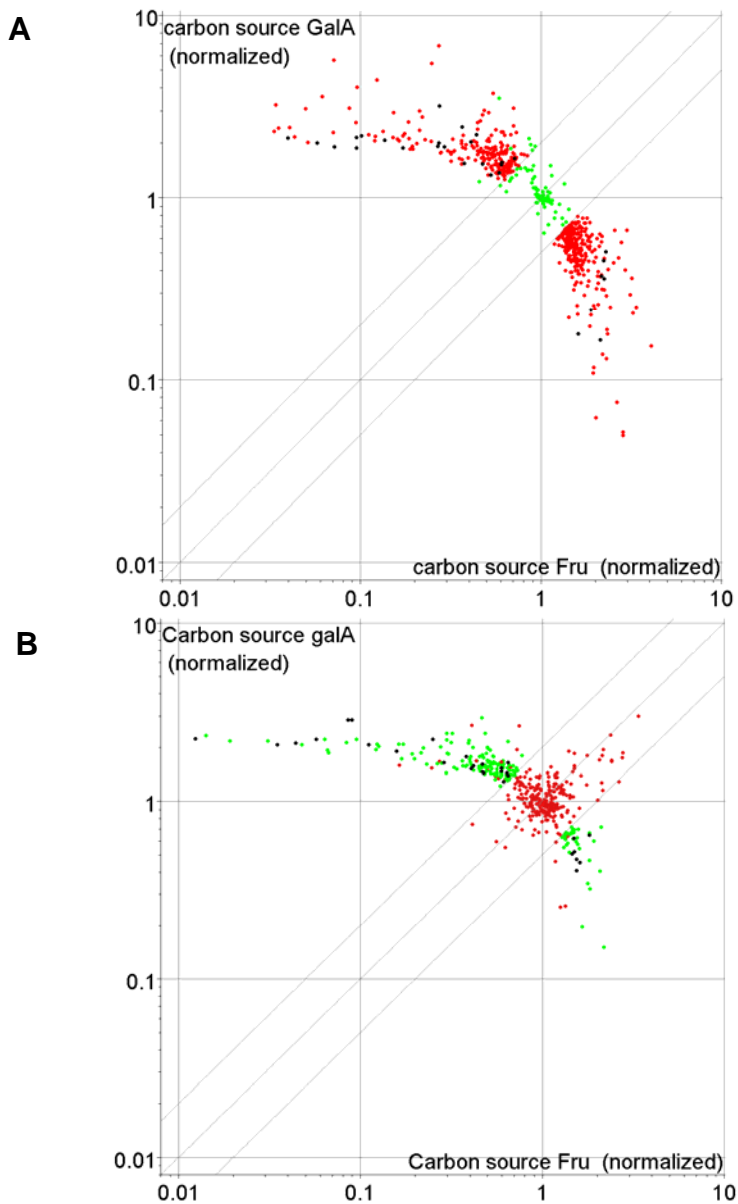 A
10
carbon source GalA
(normalized)
1
0.1
0.01
carbon source Fru (normalized)
0.01 0.1 1 10
B
10
Carbon source galA
(normalized)
1
0.1
0.01
Carbon source Fru (normalized)
0.01 0.1 1 10